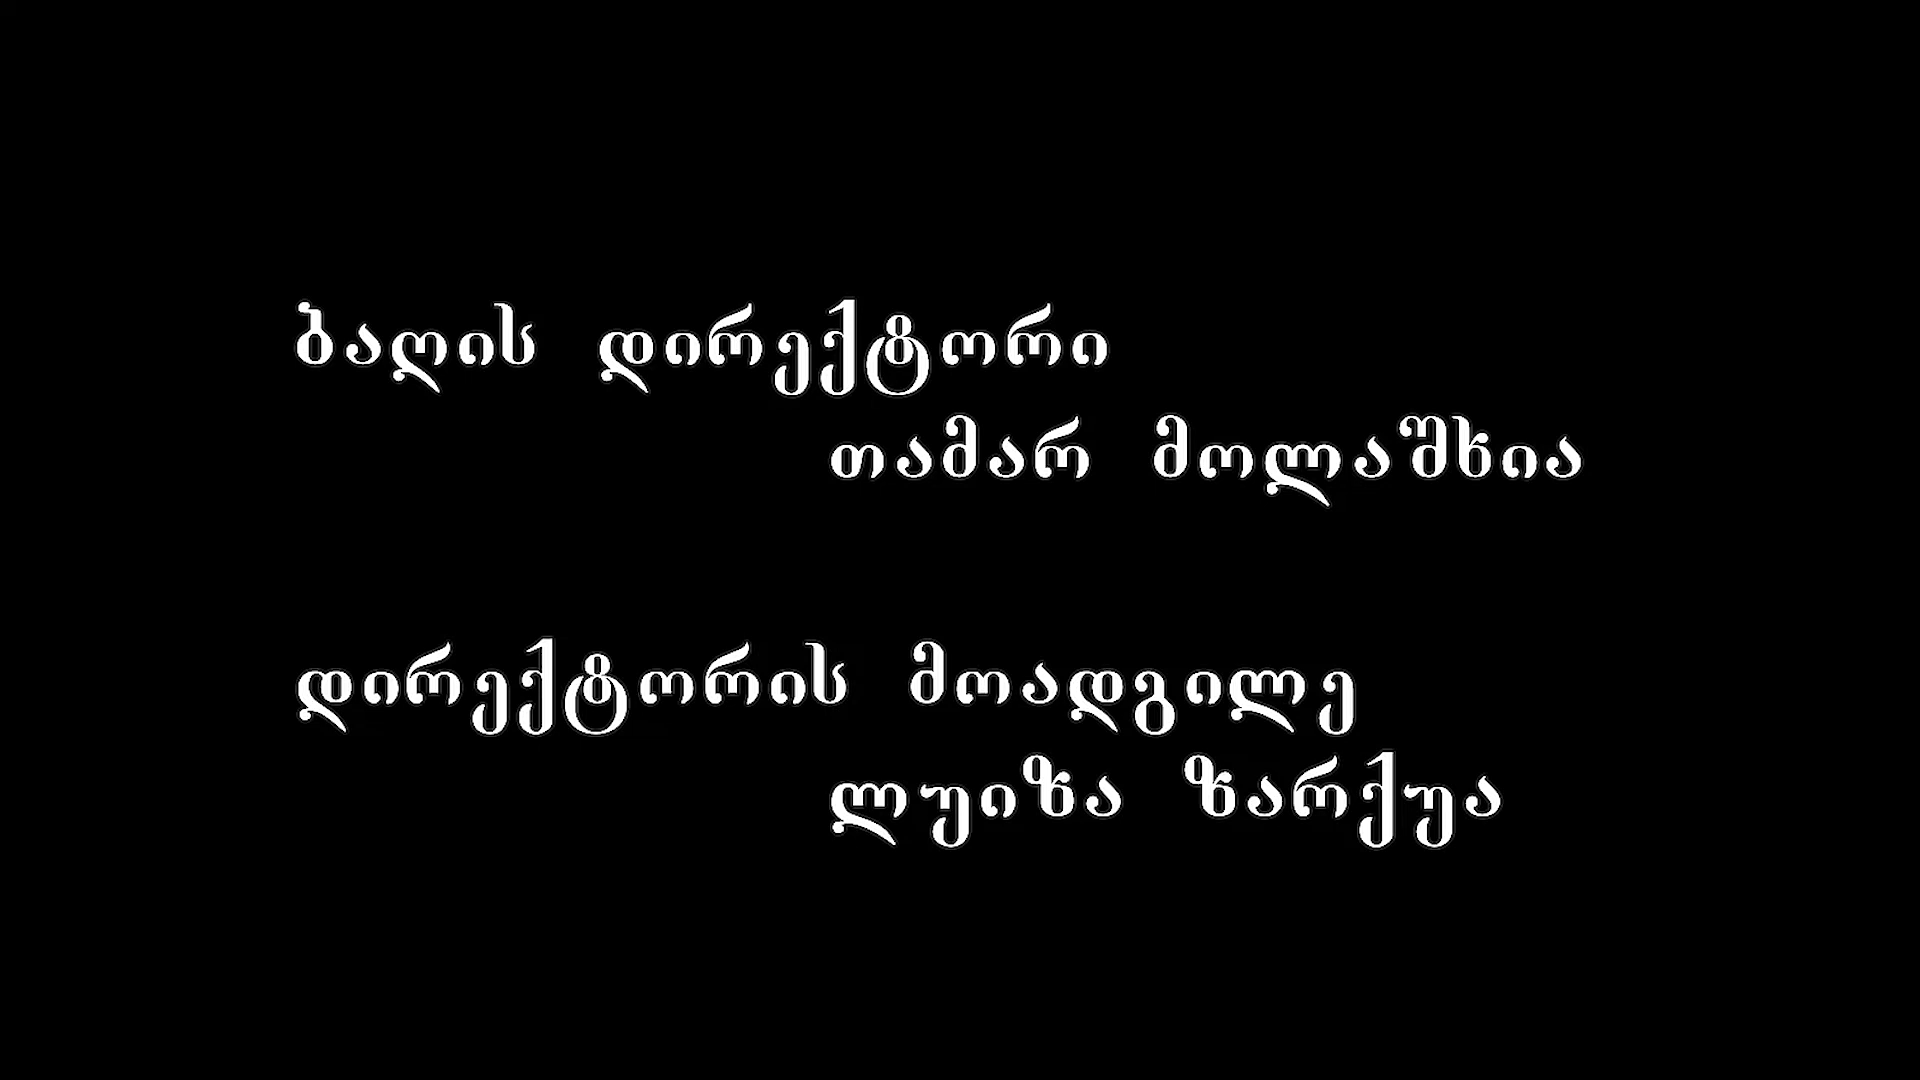 ბაღის დირექტორი
თამარ მოლაშხია
დირექტორის მოადგილე
ლუიზა ზარქუა